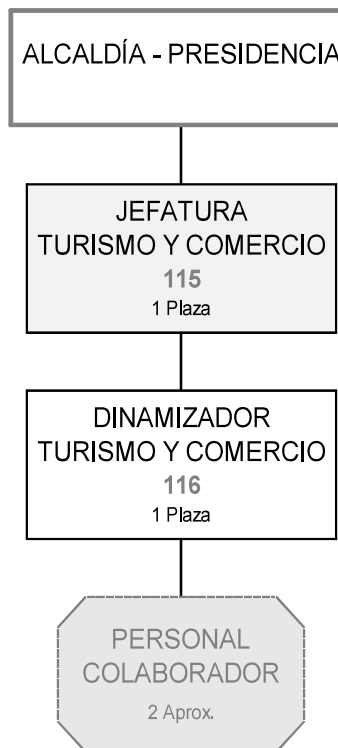 ALCALDÍA - PRESIDENCIA
JEFATURA
TURISMO Y COMERCIO
115
1 Plaza
DINAMIZADOR
TURISMO Y COMERCIO
116
1 Plaza
PERSONAL
COLABORADOR
2 Aprox.